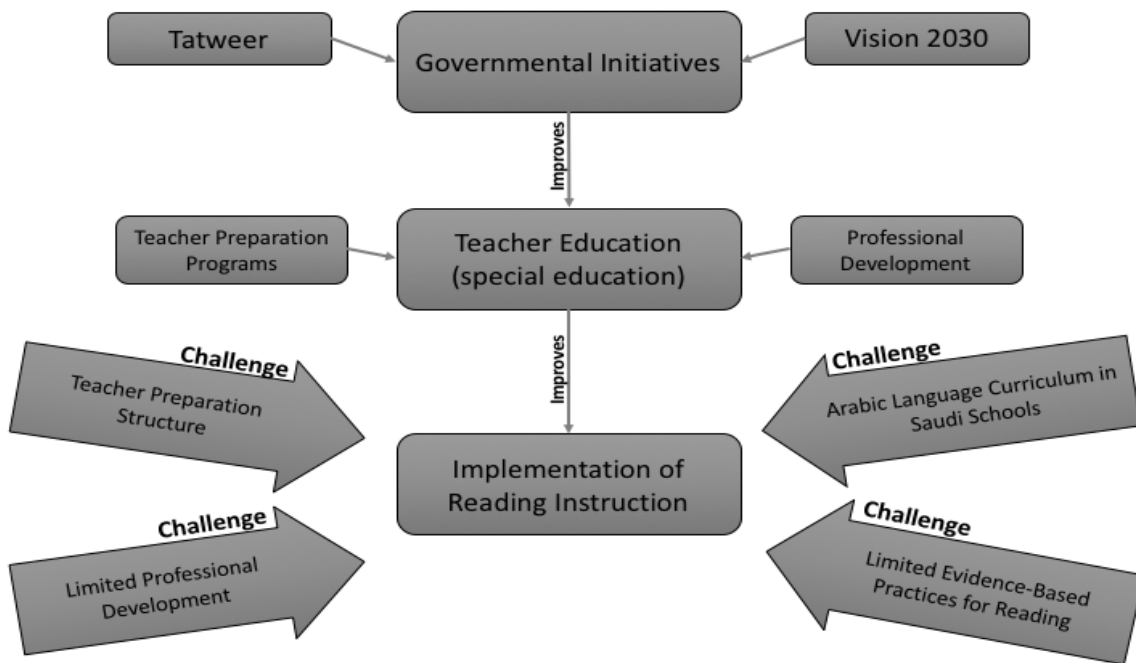 Tatweer
Governmental Initiatives
Vision 2030
Improves
Teacher Preparation
Programs
Teacher Education
(special education)
Professional
Development
Improves
Challenge
Teacher Preparation
Structure
Challenge
Arabic Language Curriculum in
Saudi Schools
Implementation of
Reading Instruction
Challenge
Limited Professional
Development
Challenge
Limited Evidence-Based
Practices for Reading